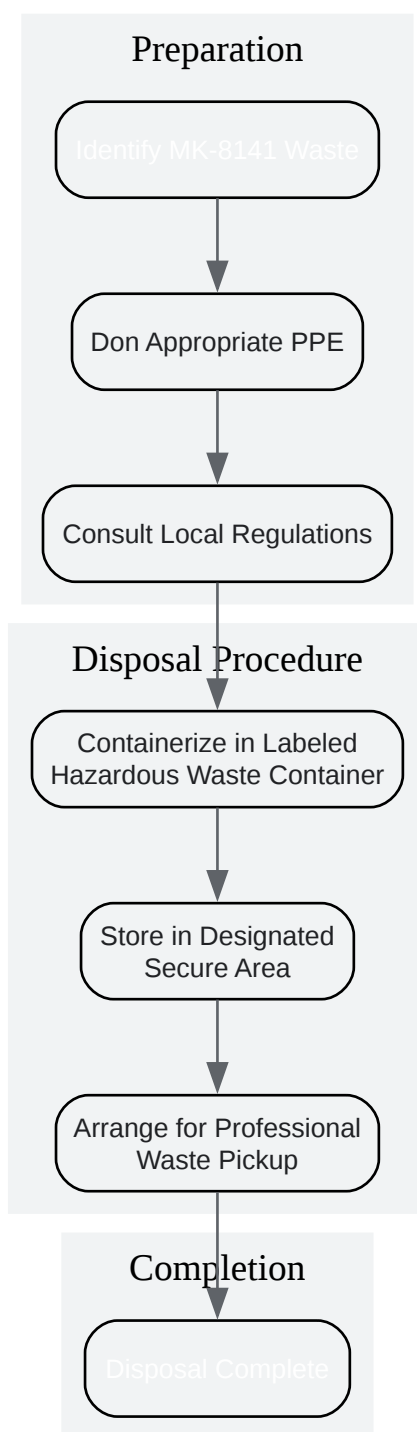 Preparation
Identify MK-8141 Waste
Don Appropriate PPE
Consult Local Regulations
Disposal Procedure
Containerize in Labeled
Hazardous Waste Container
Store in Designated
Secure Area
Arrange for Professional
Waste Pickup
Completion
Disposal Complete